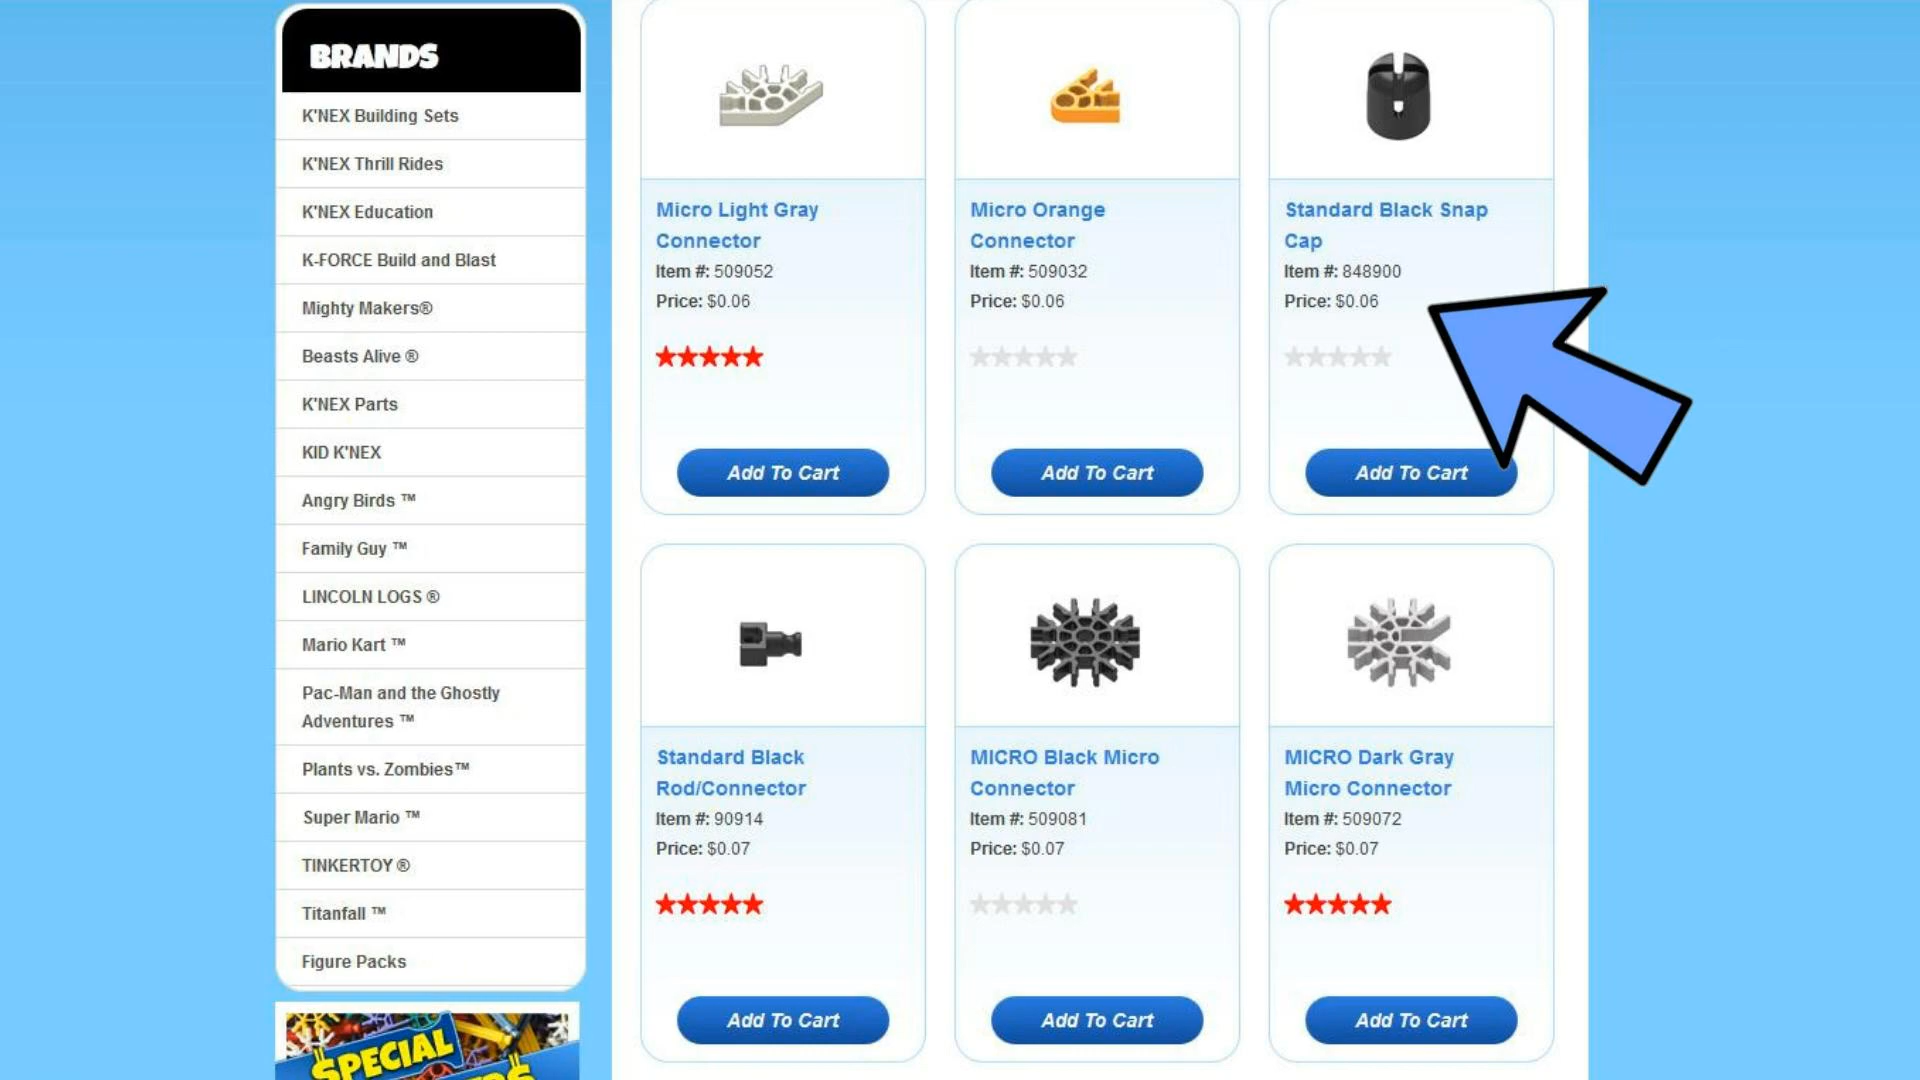 BRANDS
K'NEX Building Sets
K'NEX Thrill Rides
K'NEX Education
K-FORCE Build and Blast
Mighty Makers®
Beasts Alive ®
K'NEX Parts
KID K'NEX
Angry Birds ™
Family Guy ™
LINCOLN LOGS ®
Mario Kart ™
Pac-Man and the Ghostly
Adventures ™
Plants vs. Zombies™
Super Mario ™
TINKERTOY ®
Titanfall ™
Figure Packs
$PECIAL
Micro Light Gray
Connector
Item #: 509052
Price: $0.06
Add To Cart
Micro Orange
Connector
Item #: 509032
Price: $0.06
Add To Cart
Standard Black Snap
Cap
Item #: 848900
Price: $0.06
Add To Cart
Standard Black
Rod/Connector
Item #: 90914
Price: $0.07
Add To Cart
MICRO Black Micro
Connector
Item #: 509081
Price: $0.07
Add To Cart
MICRO Dark Gray
Micro Connector
Item #: 509072
Price: $0.07
Add To Cart